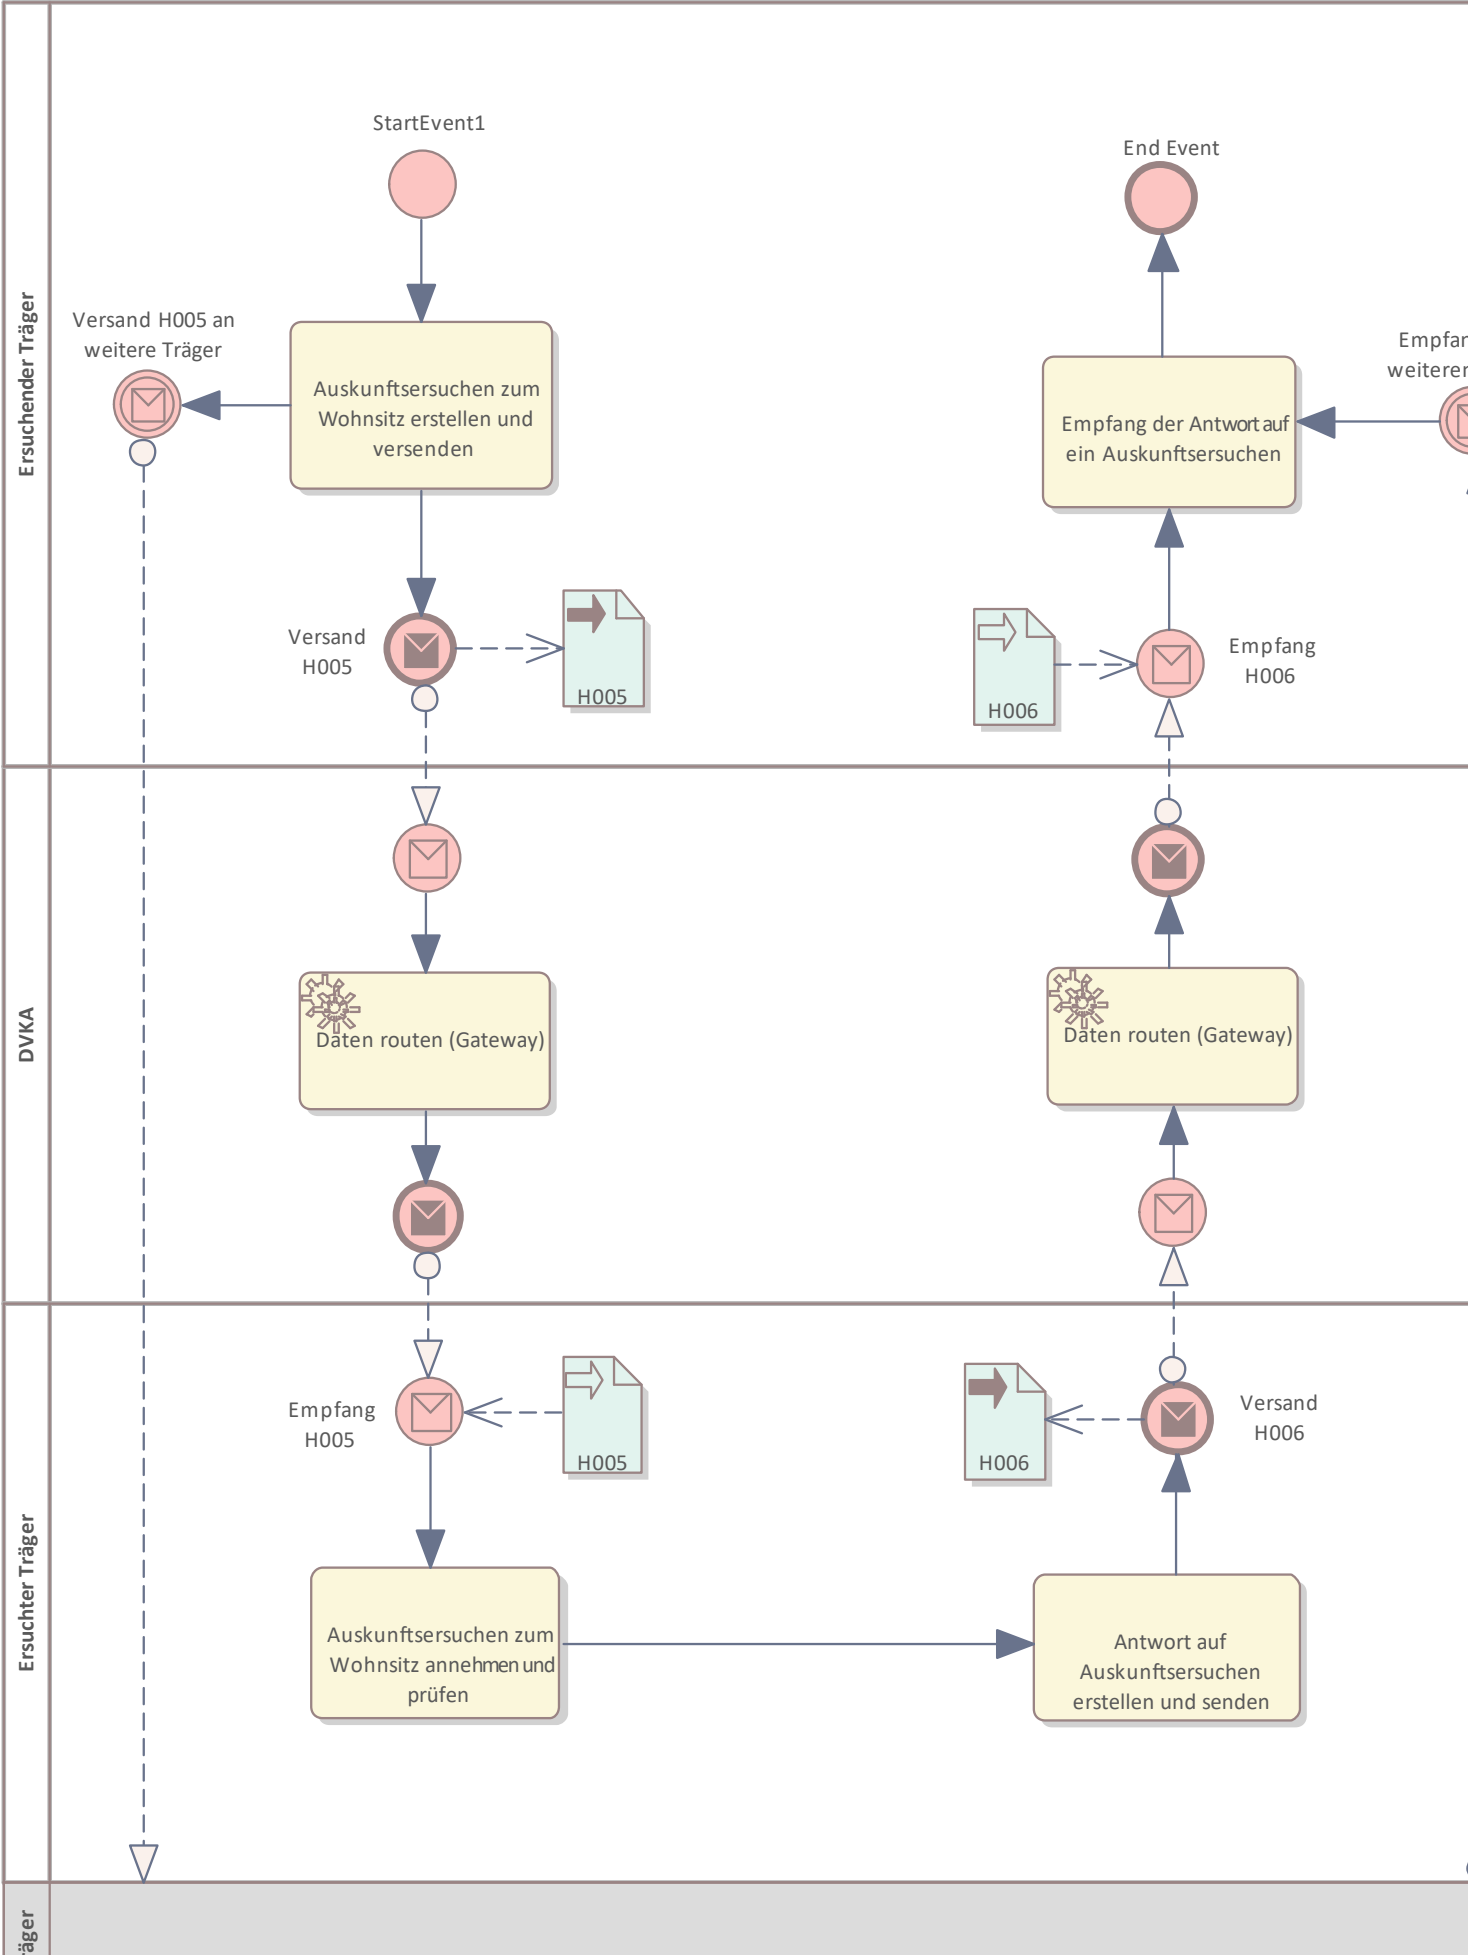 Ersuchender Träger
StartEvent1
End Event
Versand H005 an
weitere Träger
Auskunftsersuchen zum
Wohnsitz erstellen und
versenden
Empfang der Antwort auf
ein Auskunftsersuchen
Versand
H005
H005
H006
Empfang
H006
DVKA
Daten routen (Gateway)
Daten routen (Gateway)
Ersuchter Träger
Empfang
H005
H005
H006
Versand
H006
Auskunftsersuchen zum
Wohnsitz annehmen und
prüfen
Antwort auf
Auskunftsersuchen
erstellen und senden